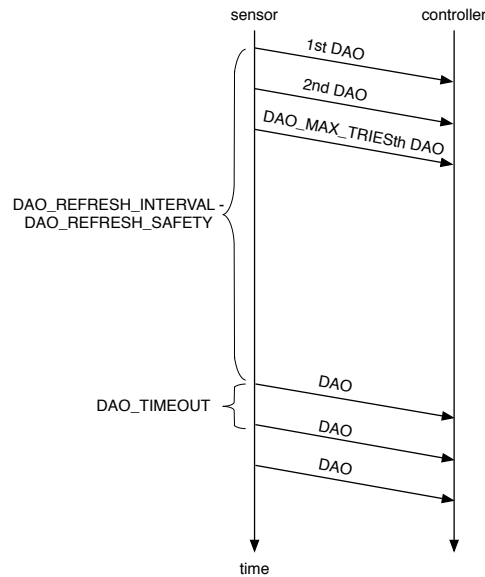 sensor
controller
1st DAO
2nd DAO
DAO_MAX_TRIESth DAO
DAO_REFRESH_INTERVAL -
DAO_REFRESH_SAFETY
DAO
DAO_TIMEOUT
DAO
DAO
time